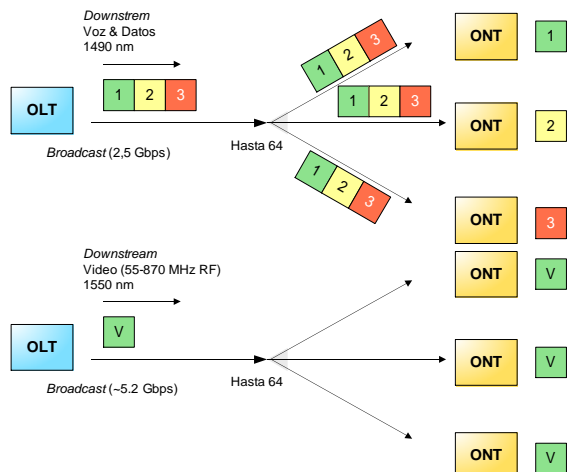 Downstrem
Voz & Datos
1490 nm
1 2 3
OLT
Broadcast (2,5 Gbps)
Hasta 64
1 2 3
1 2 3
1 2 3
ONT 1
ONT 2
ONT 3
Downstream
Video (55-870 MHz RF)
1550 nm
V
OLT
Broadcast (~5.2 Gbps)
Hasta 64
ONT V
ONT V
ONT V